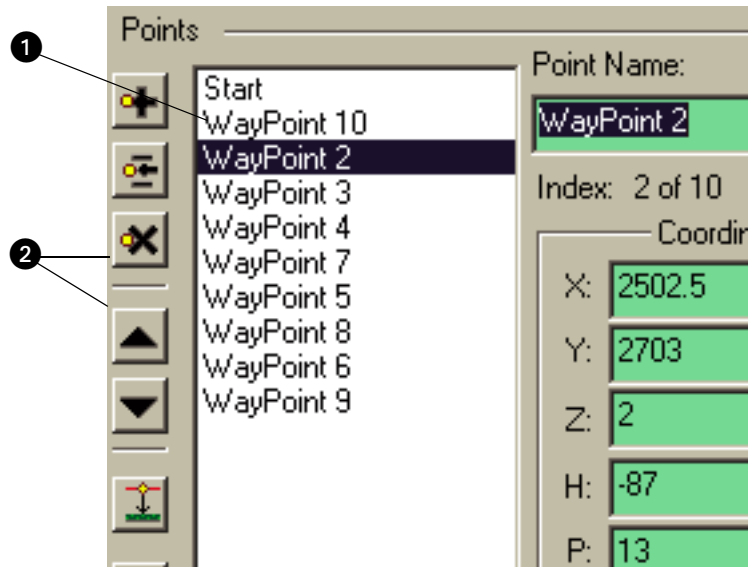 Points
1
Start
WayPoint 10
WayPoint 2
WayPoint 3
WayPoint 4
WayPoint 7
WayPoint 5
WayPoint 8
WayPoint 6
WayPoint 9
2
Point Name:
WayPoint 2
Index: 2 of 10
Coordin
X: 2502.5
Y: 2703
Z: 2
H: -87
P: 13